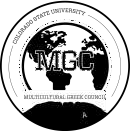 COLORADO STATE UNIVERSITY
MGC
MULTICULTURAL GREEK COUNCIL